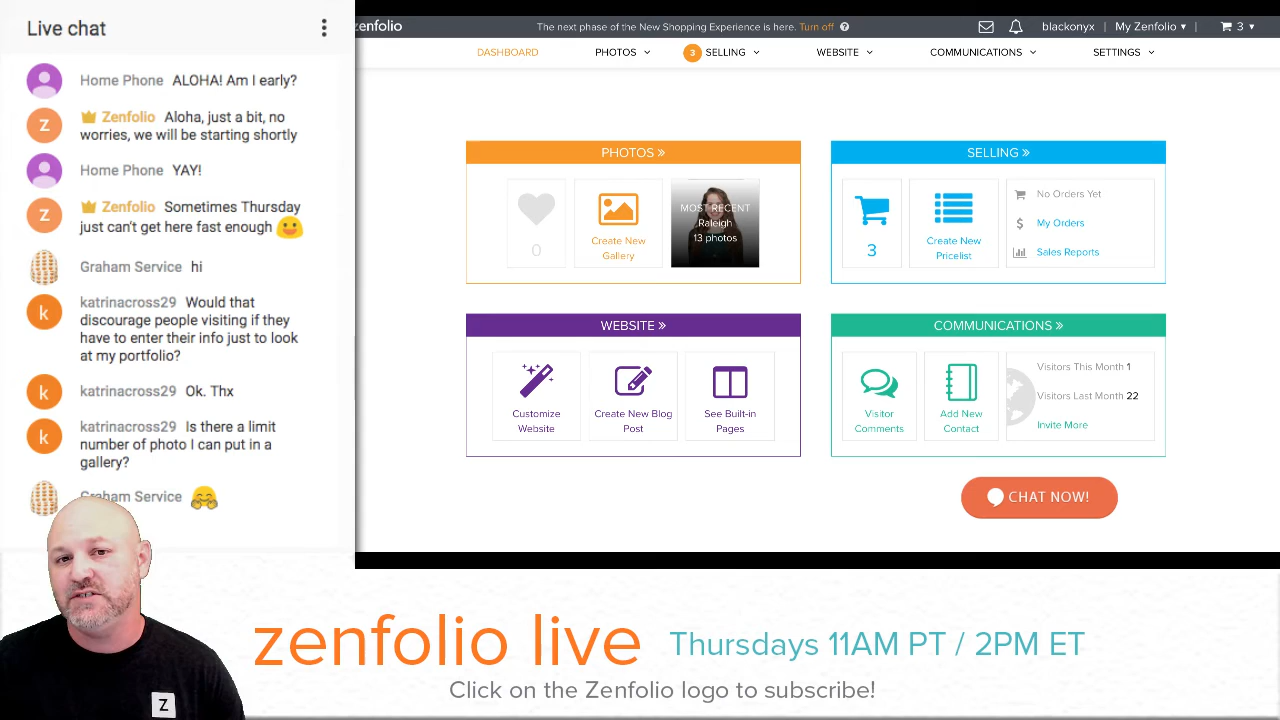 Live chat
Home Phone ALOHA! Am I early?
Z
Zenfolio Aloha, just a bit, no
worries, we will be starting shortly
Home Phone YAY!
Z
Zenfolio Sometimes Thursday
just can't get here fast enough
Graham Service hi
k
katrinacross29 Would that
discourage people visiting if they
have to enter their info just to look
at my portfolio?
k
katrinacross29 Ok. Thx
k
katrinacross29 Is there a limit
number of photo I can put in a
gallery?
Graham Service
zenfolio
The next phase of the New Shopping Experience is here. Turn off ?
blackonyx | My Zenfolio ▾ | 3 ▾
DASHBOARD PHOTOS 3 SELLING WEBSITE COMMUNICATIONS SETTINGS
PHOTOS »
0
Create New
Gallery
MOST RECENT
Raleigh
13 photos
SELLING »
3
Create New
Pricelist
No Orders Yet
$ My Orders
Sales Reports
WEBSITE »
Customize
Website
Create New Blog
Post
See Built-in
Pages
COMMUNICATIONS »
Visitor
Comments
Add New
Contact
Visitors This Month 1
Visitors Last Month 22
Invite More
CHAT NOW!
zenfolio live Thursdays 11AM PT / 2PM ET
Click on the Zenfolio logo to subscribe!
Z